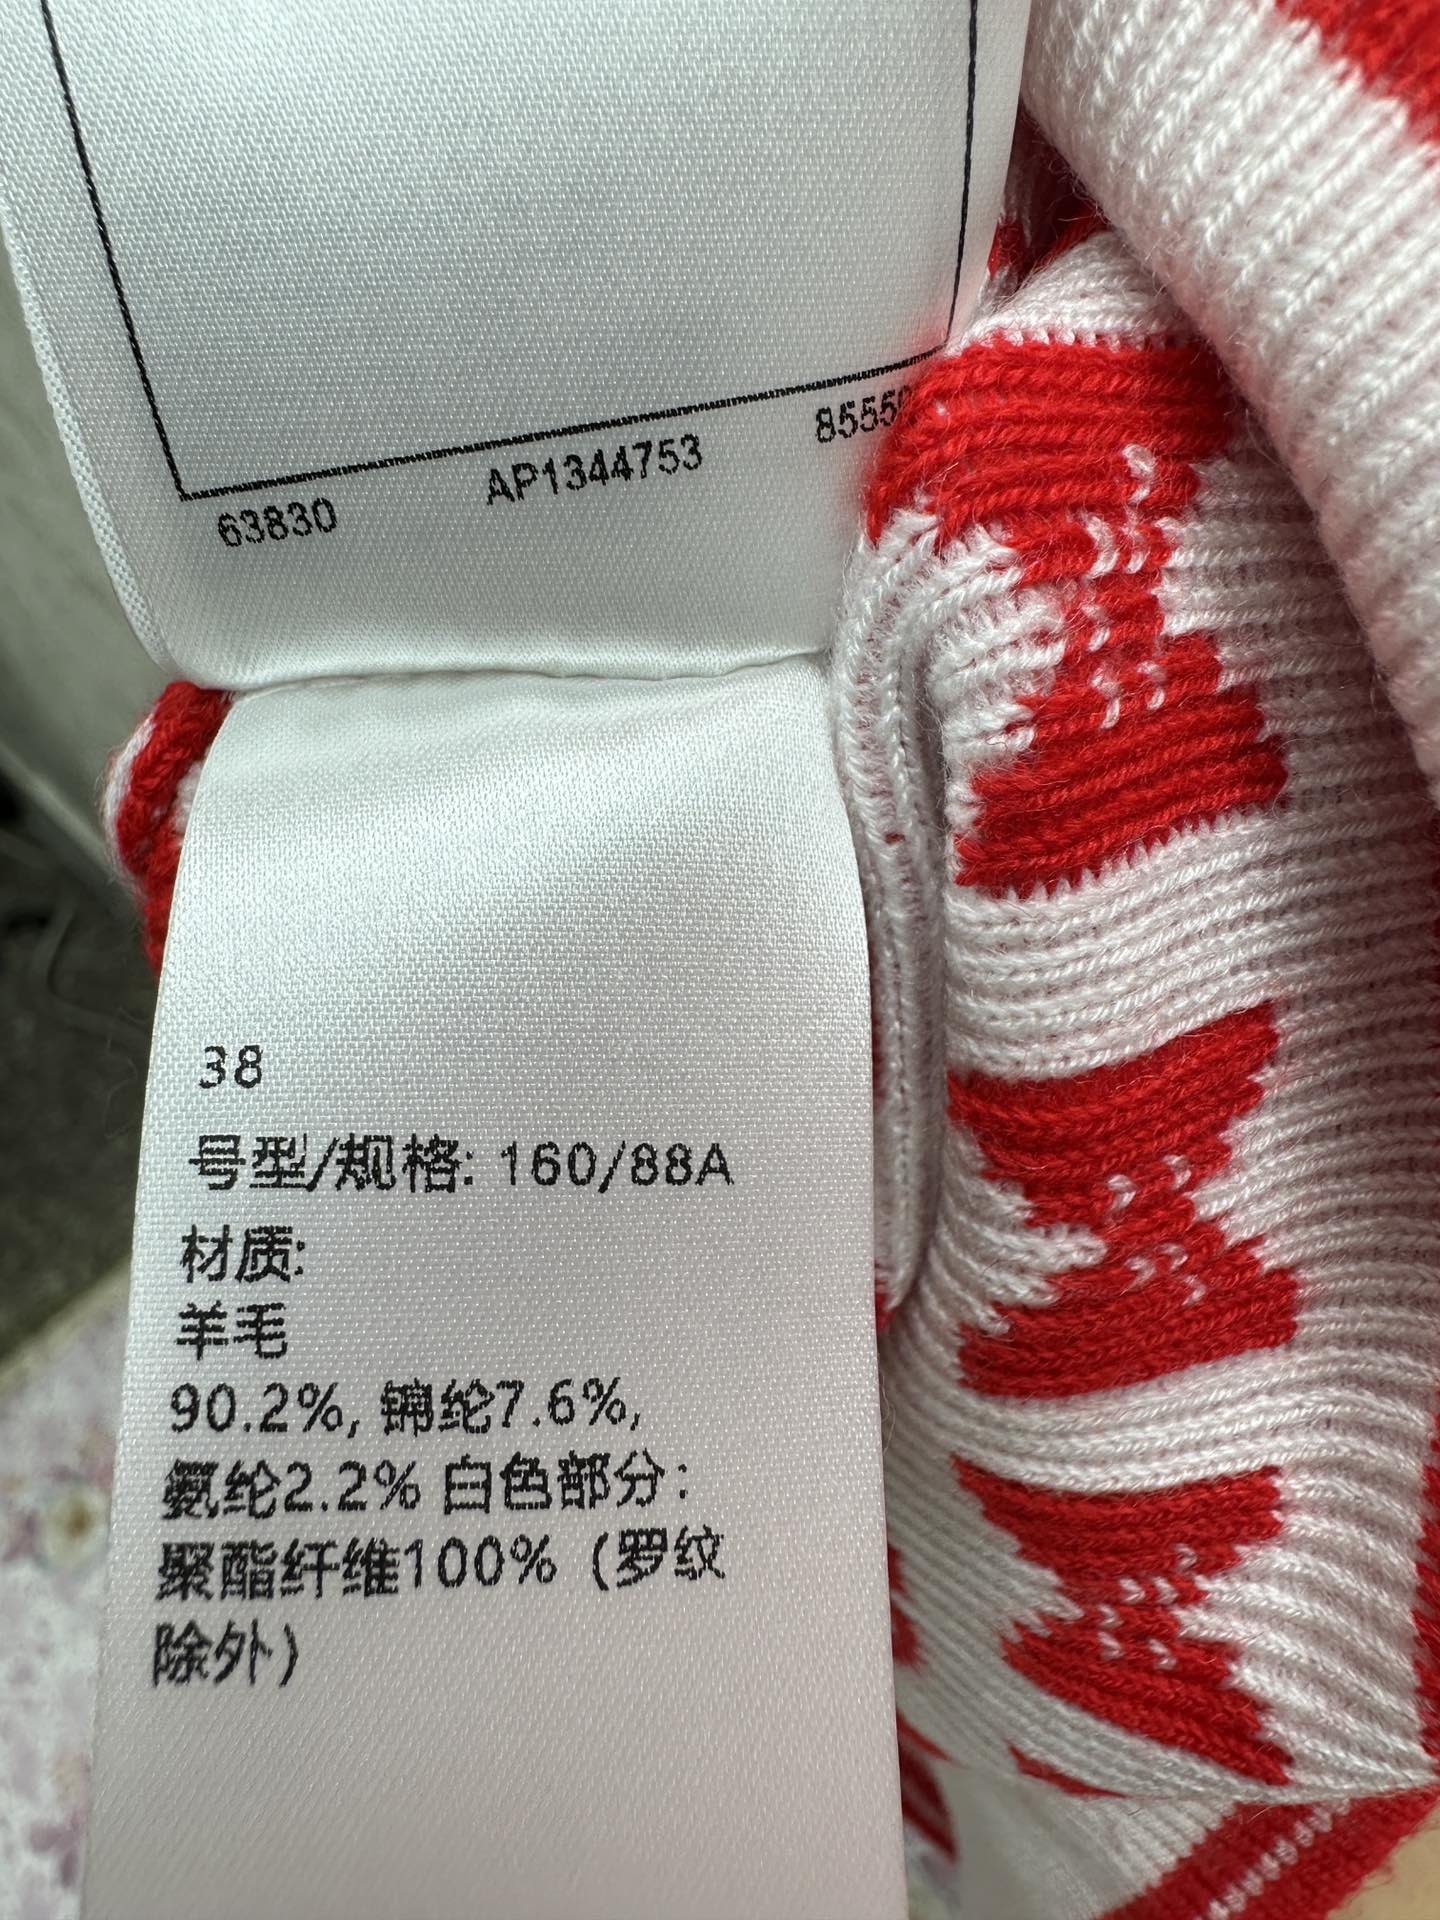 63830 AP1344753 8555
38
号型/规格: 160/88A
材质:
羊毛
90.2%, 锦纶7.6%,
氨纶2.2% 白色部分:
聚酯纤维100% (罗纹
除外)